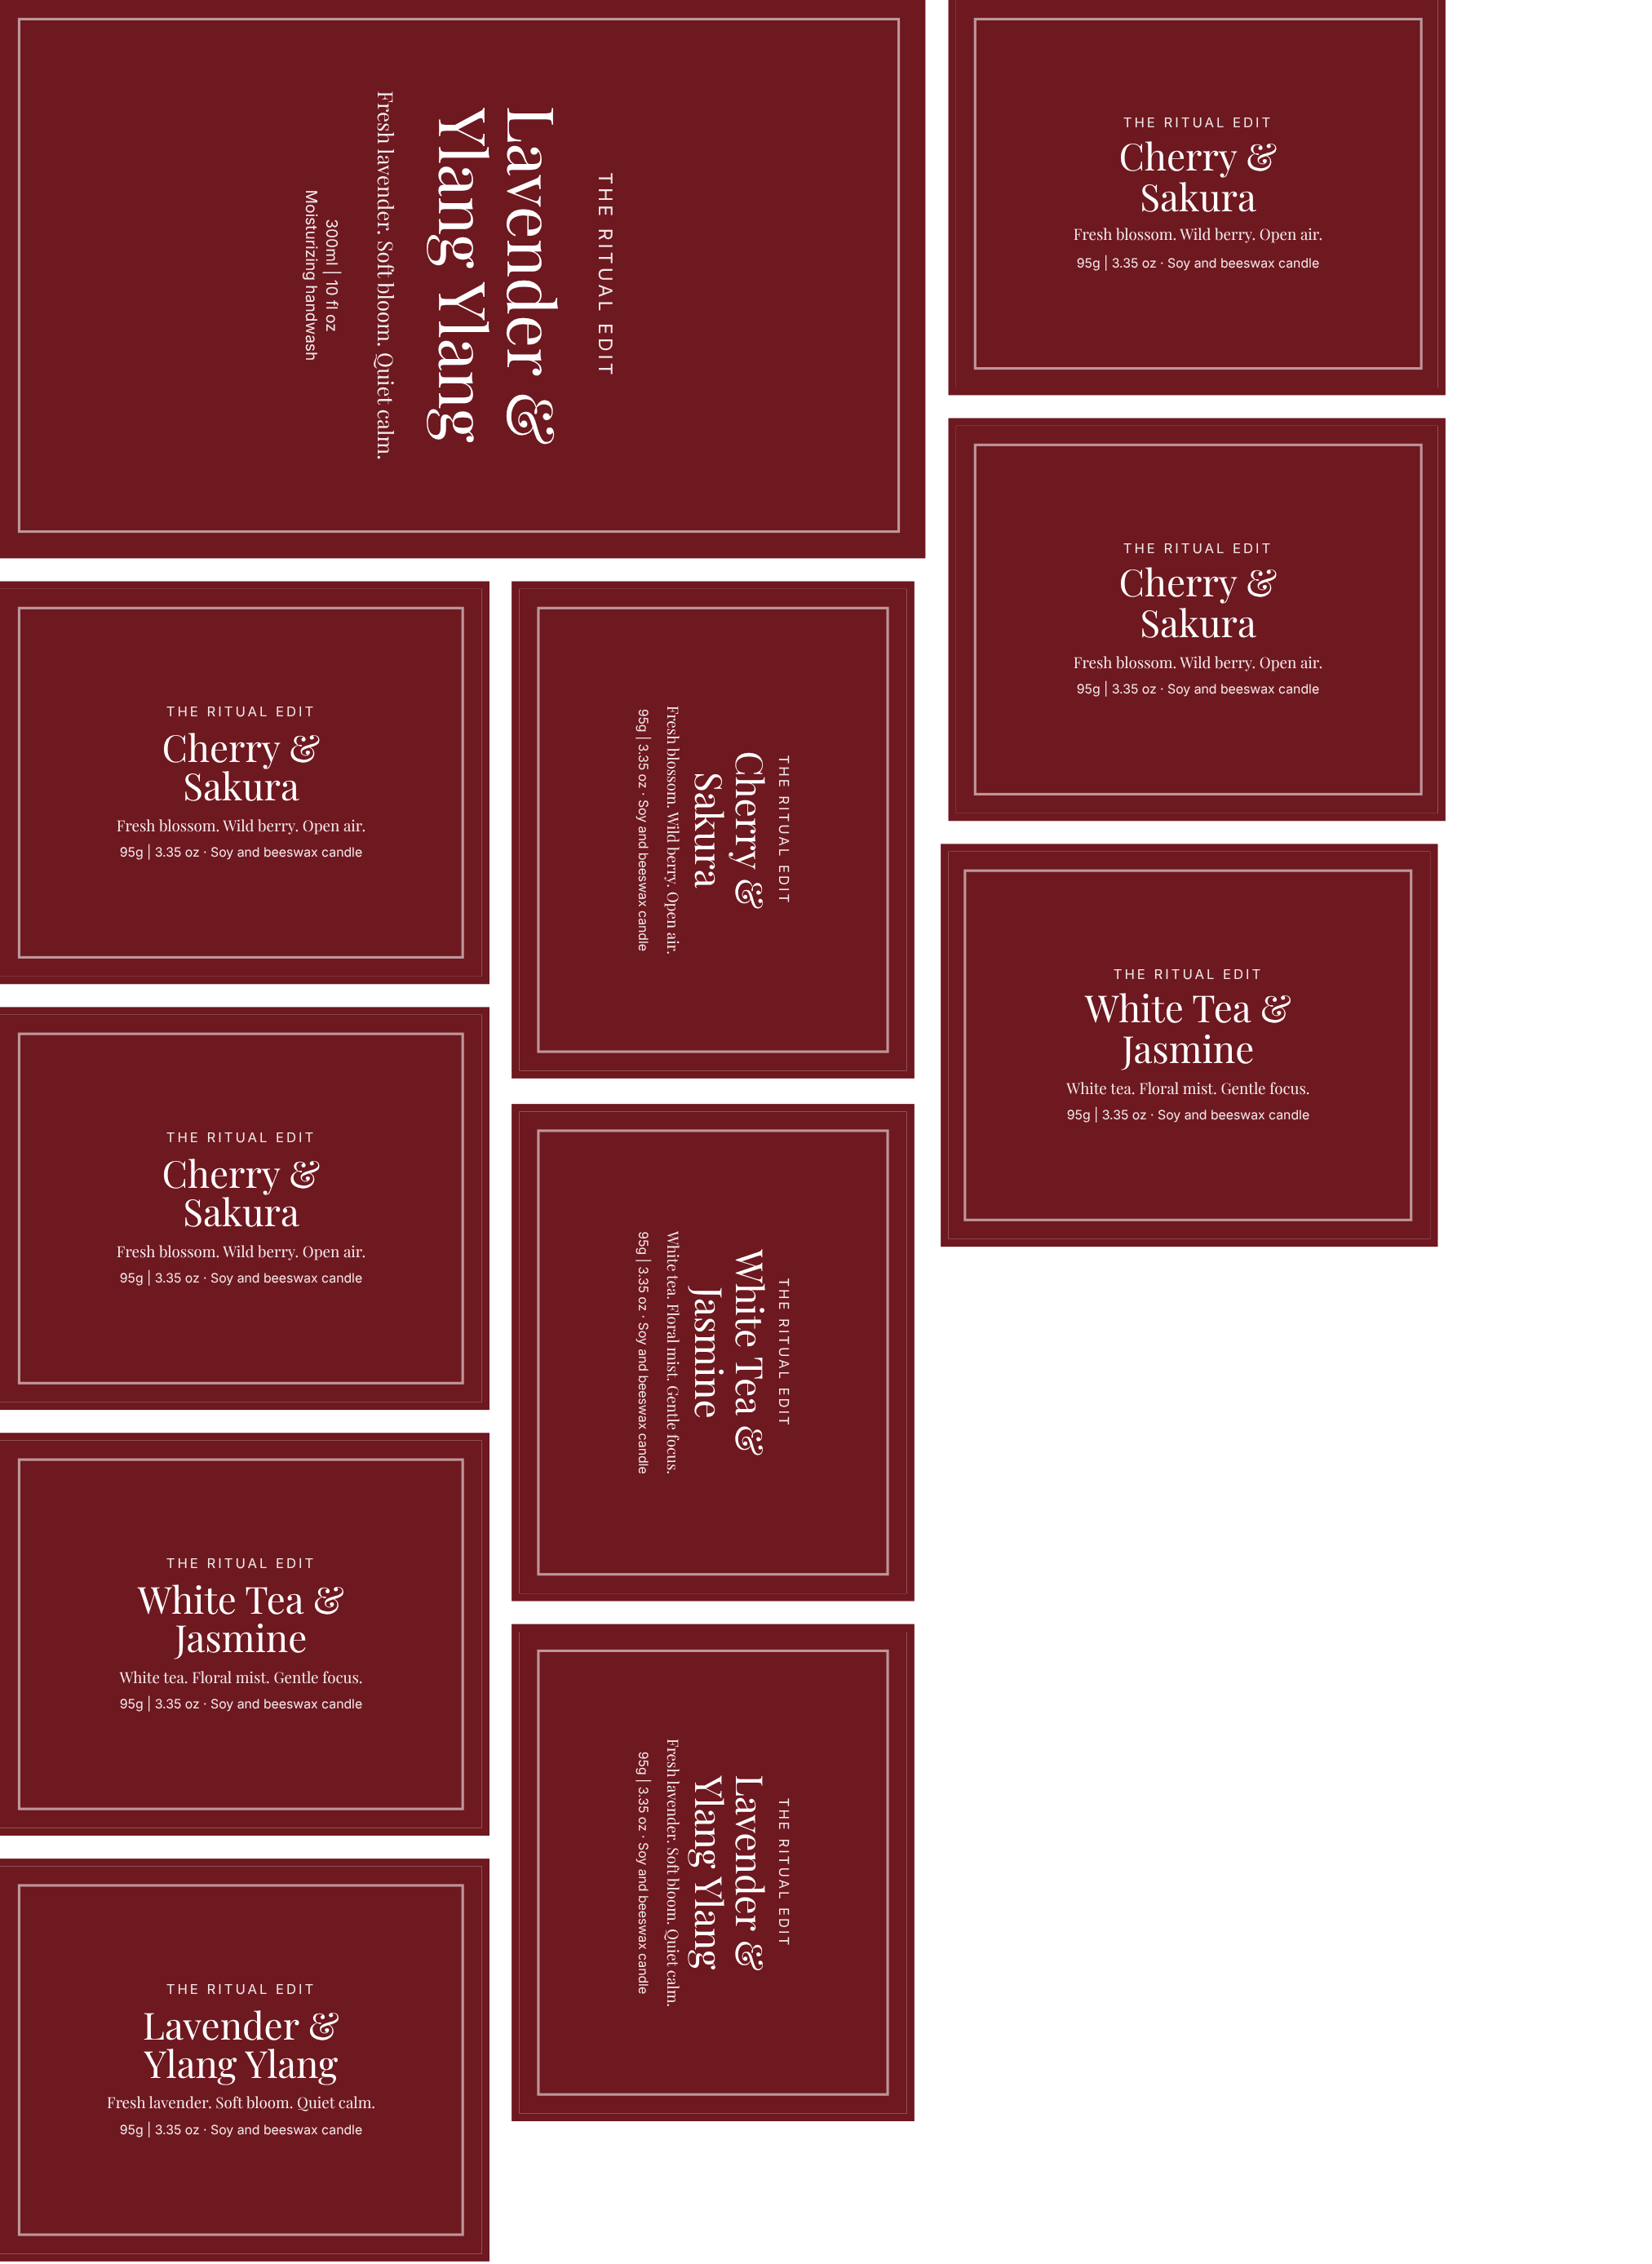 THE RITUAL EDIT
Lavender &
Ylang Ylang
Fresh lavender. Soft bloom. Quiet calm.
300ml | 10 fl oz
Moisturizing handwash
THE RITUAL EDIT
Cherry &
Sakura
Fresh blossom. Wild berry. Open air.
95g | 3.35 oz · Soy and beeswax candle
THE RITUAL EDIT
Cherry &
Sakura
Fresh blossom. Wild berry. Open air.
95g | 3.35 oz · Soy and beeswax candle
THE RITUAL EDIT
White Tea &
Jasmine
White tea. Floral mist. Gentle focus.
95g | 3.35 oz · Soy and beeswax candle
THE RITUAL EDIT
Lavender &
Ylang Ylang
Fresh lavender. Soft bloom. Quiet calm.
95g | 3.35 oz · Soy and beeswax candle
THE RITUAL EDIT
Cherry &
Sakura
Fresh blossom. Wild berry. Open air.
95g | 3.35 oz · Soy and beeswax candle
THE RITUAL EDIT
White Tea &
Jasmine
White tea. Floral mist. Gentle focus.
95g | 3.35 oz · Soy and beeswax candle
THE RITUAL EDIT
Lavender &
Ylang Ylang
Fresh lavender. Soft bloom. Quiet calm.
95g | 3.35 oz · Soy and beeswax candle
THE RITUAL EDIT
Cherry &
Sakura
Fresh blossom. Wild berry. Open air.
95g | 3.35 oz · Soy and beeswax candle
THE RITUAL EDIT
Cherry &
Sakura
Fresh blossom. Wild berry. Open air.
95g | 3.35 oz · Soy and beeswax candle
THE RITUAL EDIT
White Tea &
Jasmine
White tea. Floral mist. Gentle focus.
95g | 3.35 oz · Soy and beeswax candle